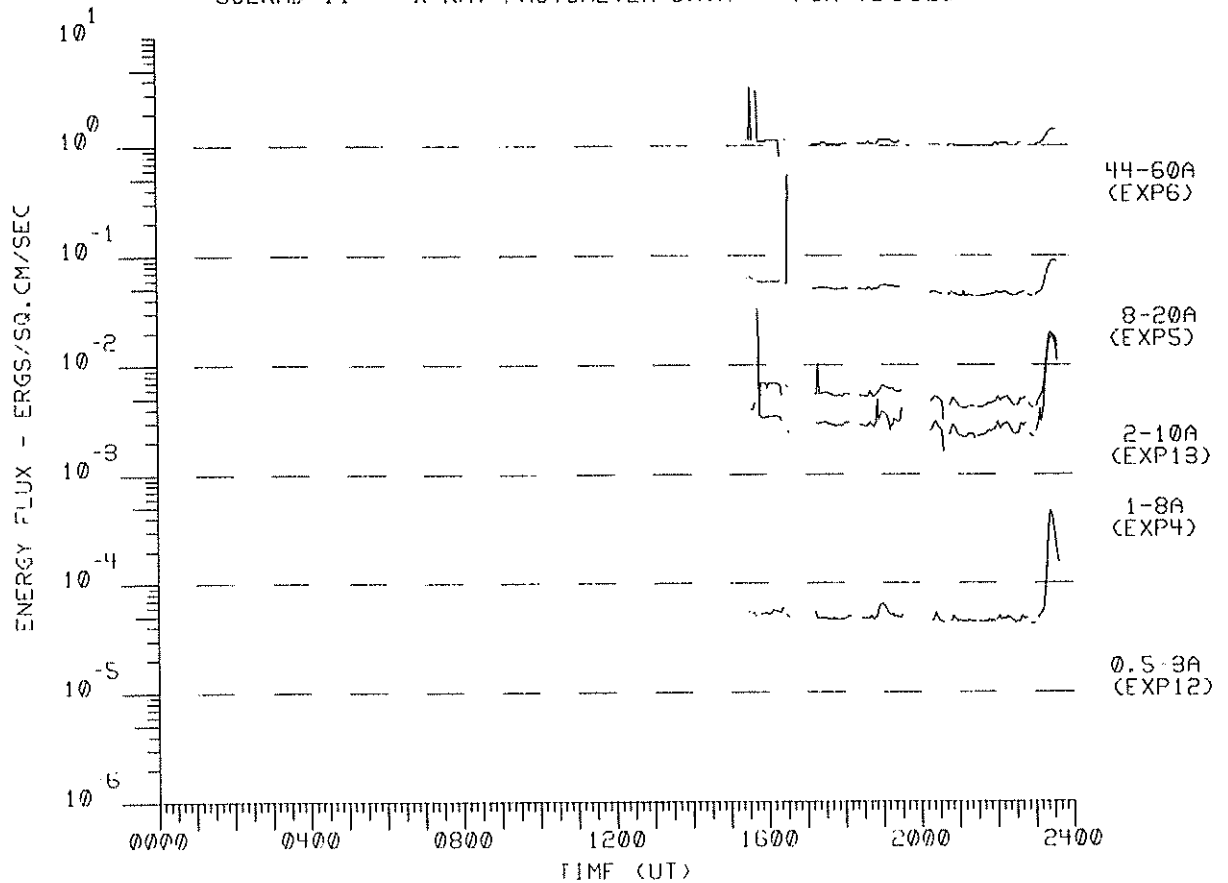 10^1
10^0
10^-1
10^-2
10^-3
10^-4
10^-5
10^-6
ENERGY FLUX - ERGS/SQ.CM/SEC
44-60A
(EXP6)
8-20A
(EXP5)
2-10A
(EXP13)
1-8A
(EXP4)
0.5-3A
(EXP12)
0000 0400 0800 1200 1600 2000 2400
TIME (UT)